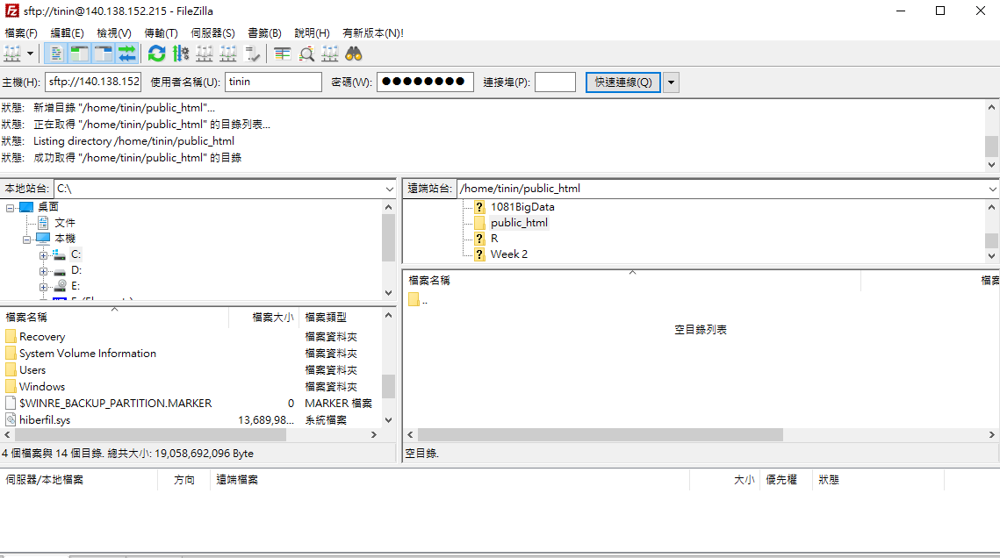 sftp://tinin@140.138.152.215 - FileZilla
檔案(F) 編輯(E) 檢視(V) 傳輸(T) 伺服器(S) 書籤(B) 說明(H) 有新版本(N)!
主機(H): sftp://140.138.152 使用者名稱(U): tinin 密碼(W): ●●●●●●●● 連接埠(P): 快速連線(Q)
狀態: 新增目錄 "/home/tinin/public_html"...
狀態: 正在取得 "/home/tinin/public_html" 的目錄列表...
狀態: Listing directory /home/tinin/public_html
狀態: 成功取得 "/home/tinin/public_html" 的目錄
本地站台: C:\
桌面
文件
本機
C:
D:
E:
檔案名稱 檔案大小 檔案類型
Recovery 檔案資料夾
System Volume Information 檔案資料夾
Users 檔案資料夾
Windows 檔案資料夾
$WINRE_BACKUP_PARTITION.MARKER 0 MARKER 檔案
hiberfil.sys 13,689,98... 系統檔案
4 個檔案與 14 個目錄. 總共大小: 19,058,692,096 Byte
遠端站台: /home/tinin/public_html
? 1081BigData
public_html
? R
? Week 2
檔案名稱 檔案
..
空目錄列表
空目錄.
伺服器/本地檔案 方向 遠端檔案 大小 優先權 狀態